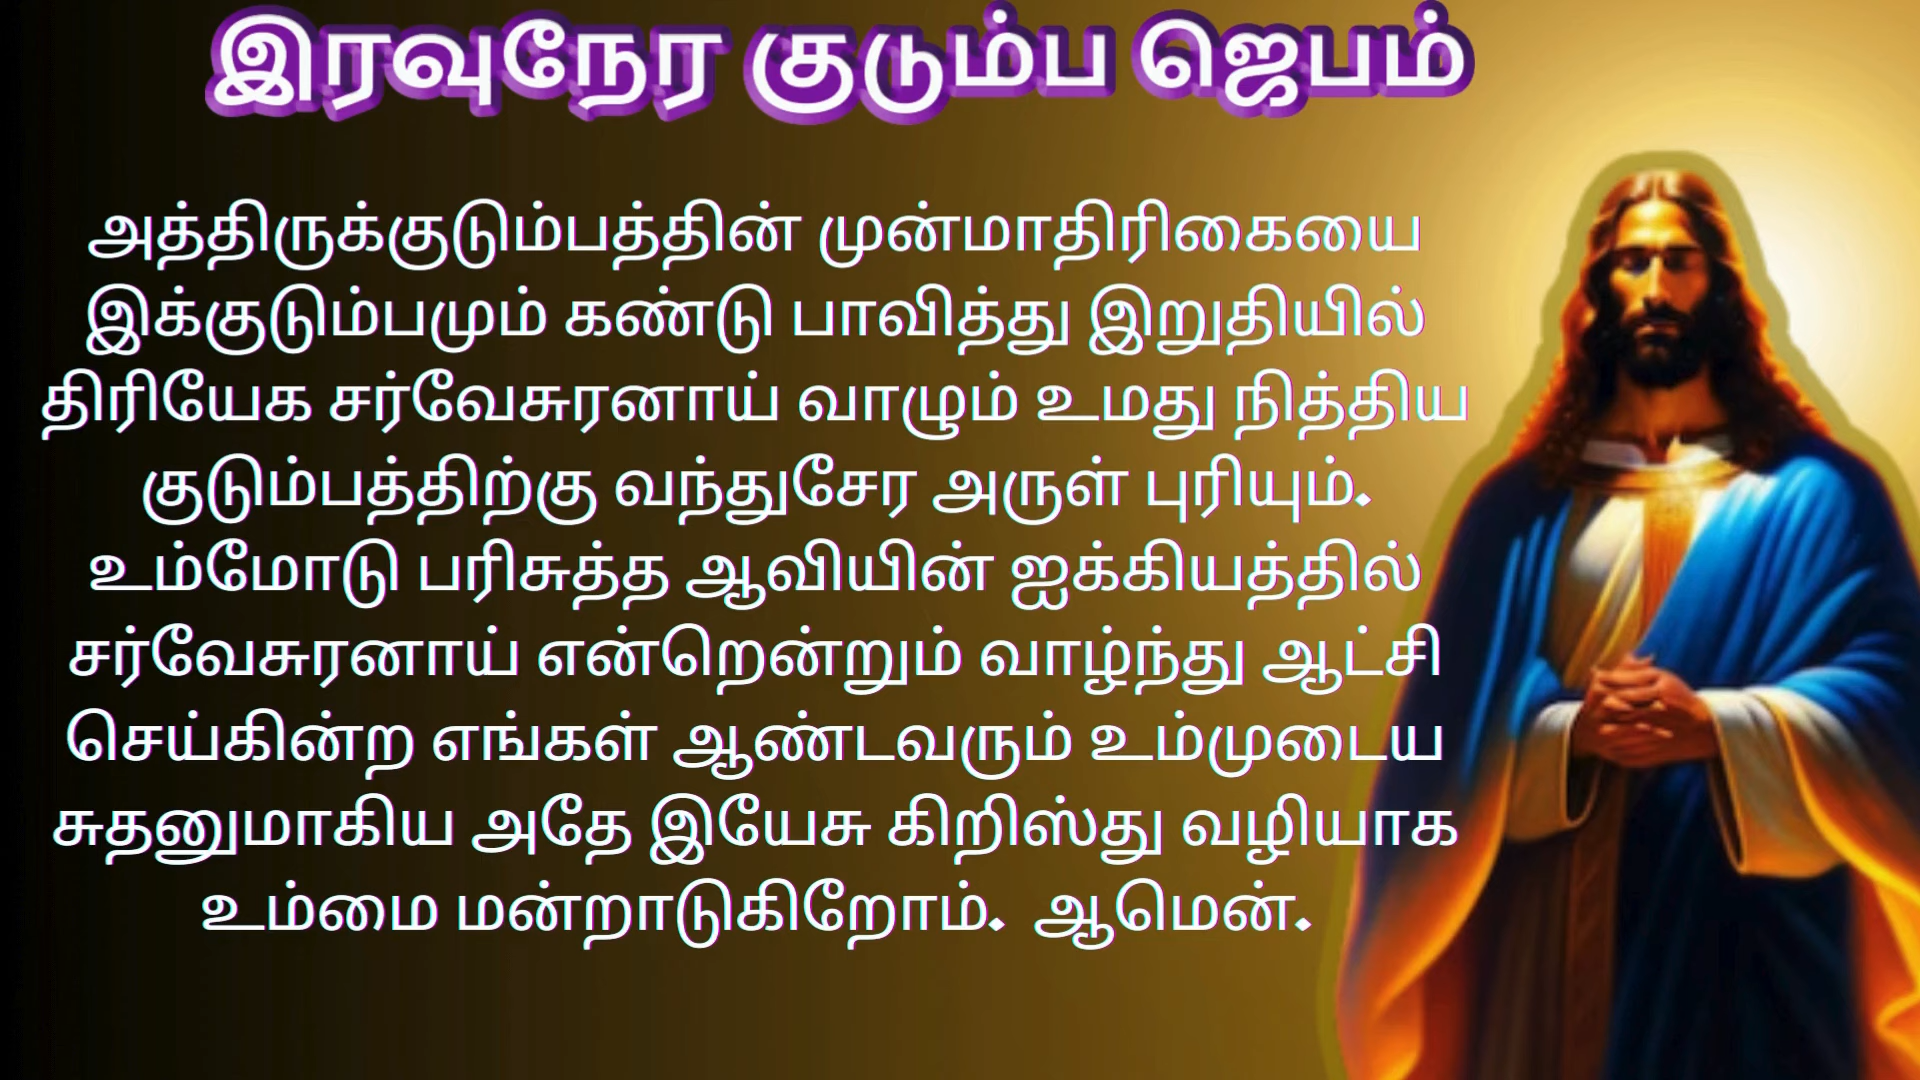 இரவுநேர குடும்ப ஜெபம்
அத்திருக்குடும்பத்தின் முன்மாதிரிகையை
இக்குடும்பமும் கண்டு பாவித்து இறுதியில்
திரியேக சர்வேசுரனாய் வாழும் உமது நித்திய
குடும்பத்திற்கு வந்துசேர அருள் புரியும்.
உம்மோடு பரிசுத்த ஆவியின் ஐக்கியத்தில்
சர்வேசுரனாய் என்றென்றும் வாழ்ந்து ஆட்சி
செய்கின்ற எங்கள் ஆண்டவரும் உம்முடைய
சுதனுமாகிய அதே இயேசு கிறிஸ்து வழியாக
உம்மை மன்றாடுகிறோம். ஆமென்.